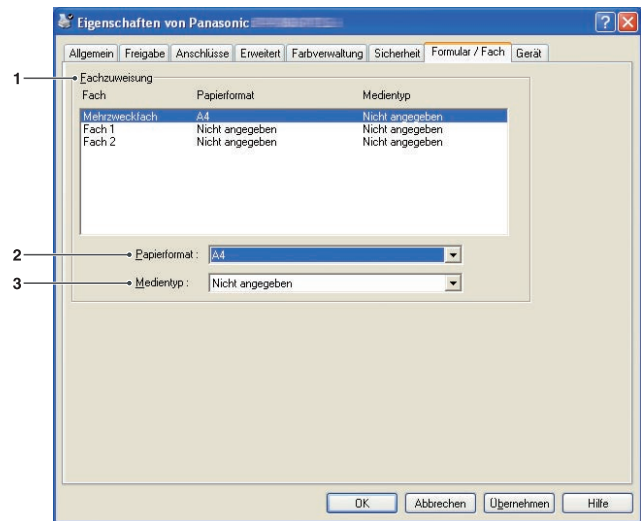 Eigenschaften von Panasonic
Allgemein Freigabe Anschlüsse Erweitert Farbverwaltung Sicherheit Formular / Fach Gerät
1 Fachzuweisung
Fach Papierformat Medientyp
Mehrzweckfach A4 Nicht angegeben
Fach 1 Nicht angegeben Nicht angegeben
Fach 2 Nicht angegeben Nicht angegeben
2 Papierformat : A4
3 Medientyp : Nicht angegeben
OK Abbrechen Übernehmen Hilfe